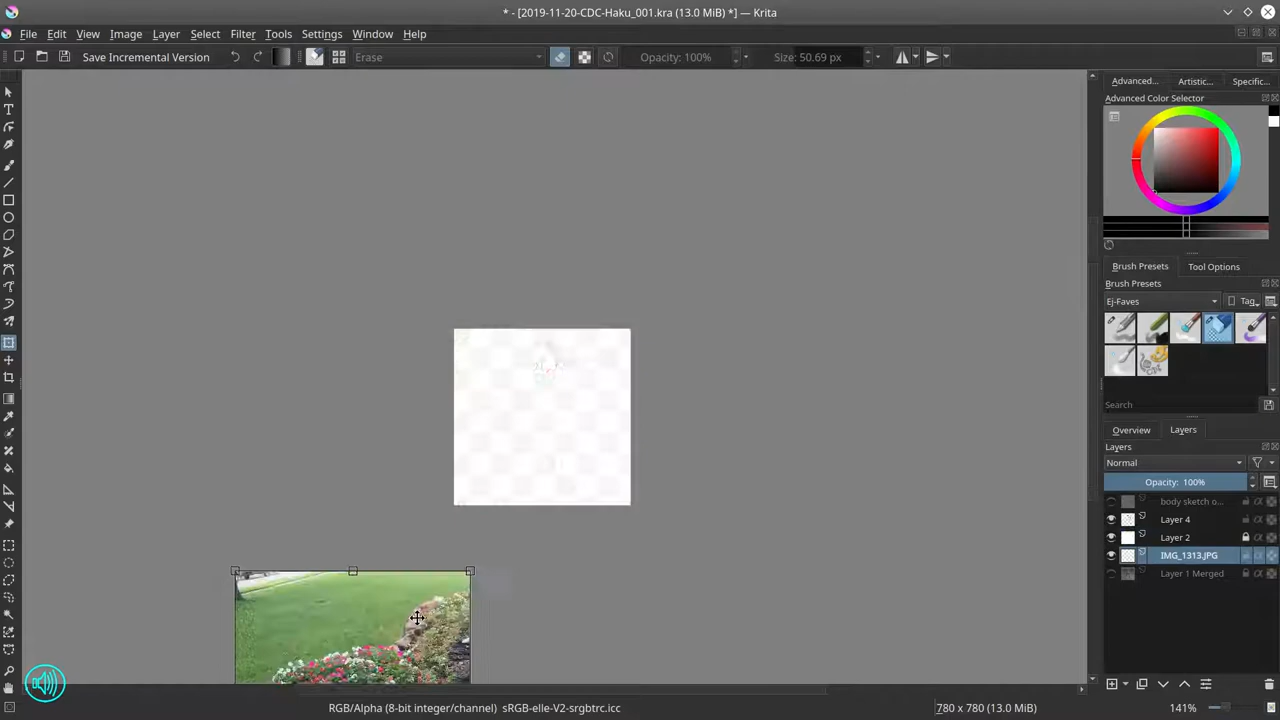 * - [2019-11-20-CDC-Haku_001.kra (13.0 MiB) *] — Krita
File Edit View Image Layer Select Filter Tools Settings Window Help
Save Incremental Version Erase Opacity: 100% Size: 50.69 px
Advanced... Artistic... Specific...
Advanced Color Selector
Brush Presets Tool Options
Brush Presets
Ej-Faves Tag
Search
Overview Layers
Layers
Normal
Opacity: 100%
body sketch o...
Layer 4
Layer 2
IMG_1313.JPG
Layer 1 Merged
RGB/Alpha (8-bit integer/channel) sRGB-elle-V2-srgbtrc.icc 780 x 780 (13.0 MiB) 141%